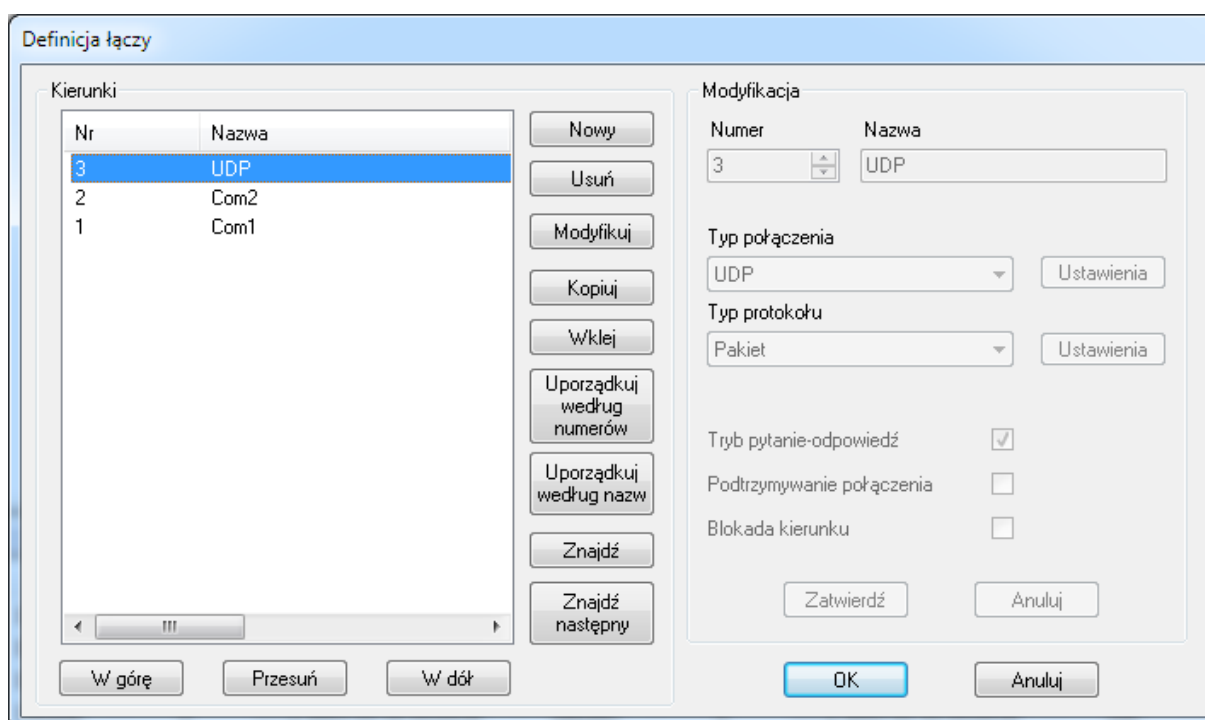 Definicja łączy
Kierunki
Nr Nazwa
3 UDP
2 Com2
1 Com1
Nowy
Usuń
Modyfikuj
Kopiuj
Wklej
Uporządkuj
według
numerów
Uporządkuj
według nazw
Znajdź
Znajdź
następny
W górę Przesuń W dół
Modyfikacja
Numer Nazwa
3 UDP
Typ połączenia
UDP Ustawienia
Typ protokołu
Pakiet Ustawienia
Tryb pytanie-odpowiedź
Podtrzymywanie połączenia
Blokada kierunku
Zatwierdź Anuluj
OK Anuluj